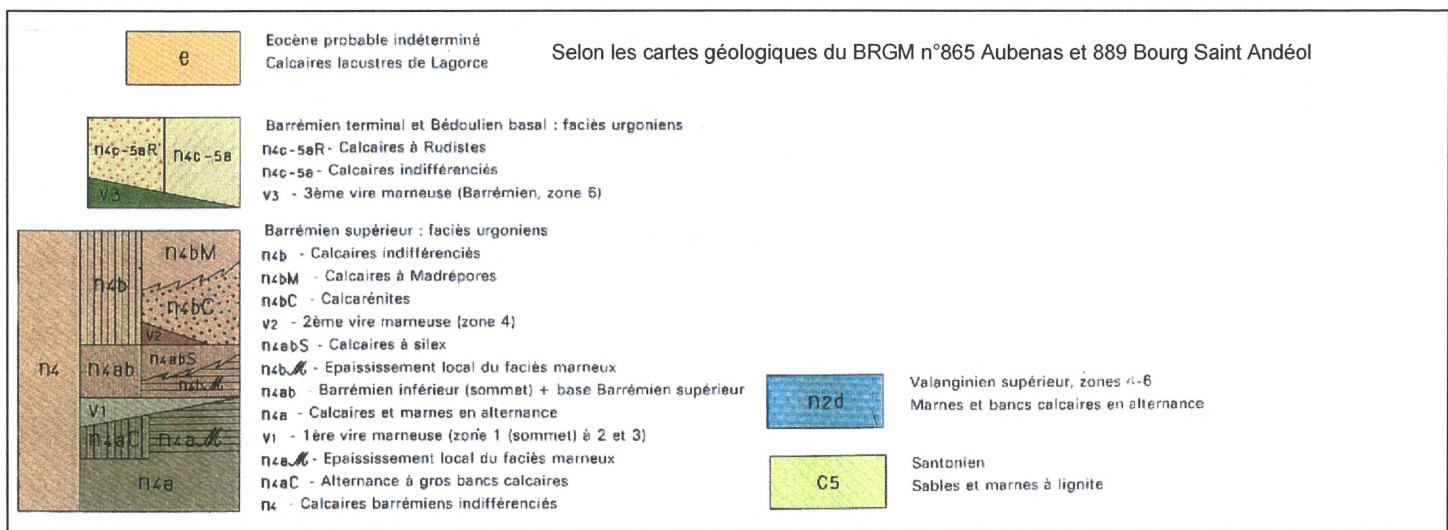 e
Eocène probable indéterminé
Calcaires lacustres de Lagorce
Selon les cartes géologiques du BRGM n°865 Aubenas et 889 Bourg Saint Andéol
n4c-5aR
n4c-5a
V3
Barrémien terminal et Bédoulien basal : faciès urgoniens
n4c-5aR - Calcaires à Rudistes
n4c-5a - Calcaires indifférenciés
V3 - 3ème vire marneuse (Barrémien, zone 6)
n4
n4b
n4bM
n4bC
V2
n4ab
n4abS
n4bℳ
V1
n4aC
n4aℳ
n4a
Barrémien supérieur : faciès urgoniens
n4b - Calcaires indifférenciés
n4bM - Calcaires à Madrépores
n4bC - Calcarénites
V2 - 2ème vire marneuse (zone 4)
n4abS - Calcaires à silex
n4bℳ - Epaississement local du faciès marneux
n4ab - Barrémien inférieur (sommet) + base Barrémien supérieur
n4a - Calcaires et marnes en alternance
V1 - 1ère vire marneuse (zone 1 (sommet) à 2 et 3)
n4aℳ - Epaississement local du faciès marneux
n4aC - Alternance à gros bancs calcaires
n4 - Calcaires barrémiens indifférenciés
n2d
Valanginien supérieur, zones -6
Marnes et bancs calcaires en alternance
C5
Santonien
Sables et marnes à lignite